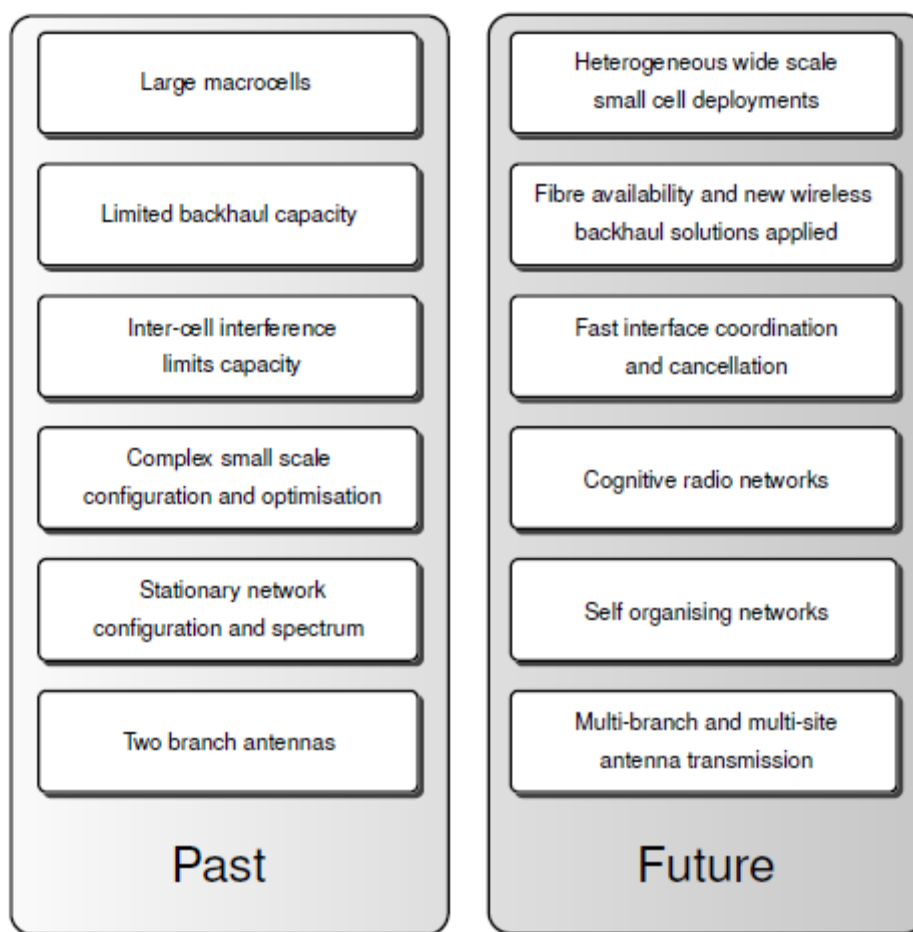 Large macrocells
Limited backhaul capacity
Inter-cell interference
limits capacity
Complex small scale
configuration and optimisation
Stationary network
configuration and spectrum
Two branch antennas
Past
Heterogeneous wide scale
small cell deployments
Fibre availability and new wireless
backhaul solutions applied
Fast interface coordination
and cancellation
Cognitive radio networks
Self organising networks
Multi-branch and multi-site
antenna transmission
Future